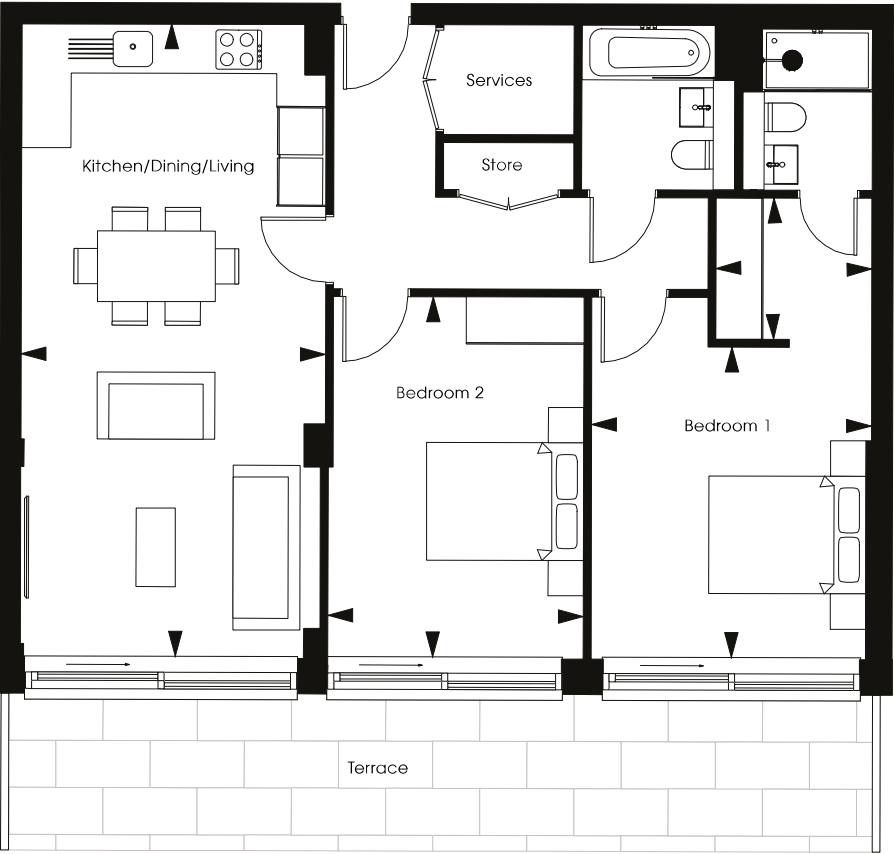 Services
Store
Kitchen/Dining/Living
Bedroom 2
Bedroom 1
Terrace